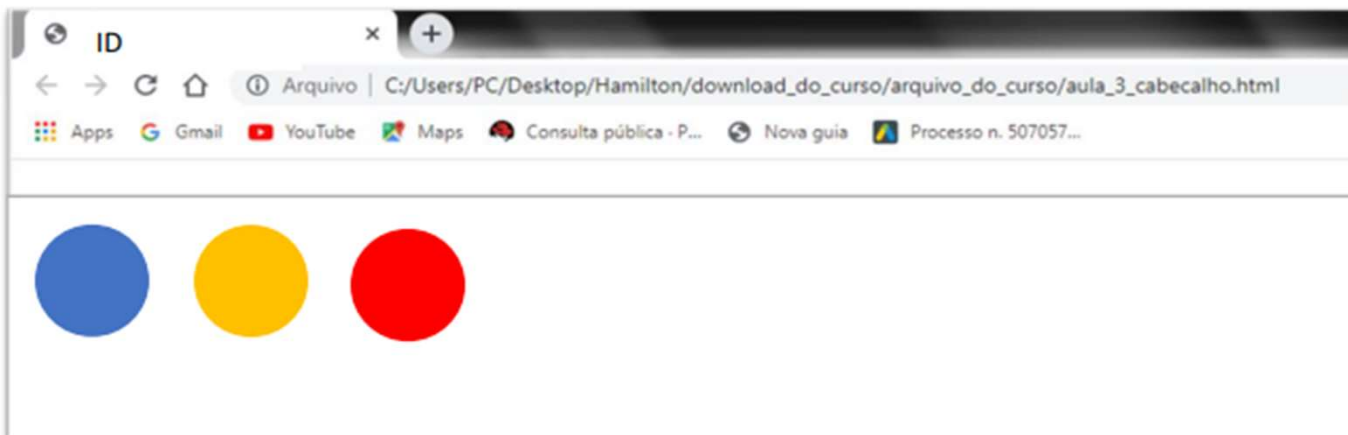 ID
Arquivo | C:/Users/PC/Desktop/Hamilton/download_do_curso/arquivo_do_curso/aula_3_cabecalho.html
Apps Gmail YouTube Maps Consulta pública - P... Nova guia Processo n. 507057...